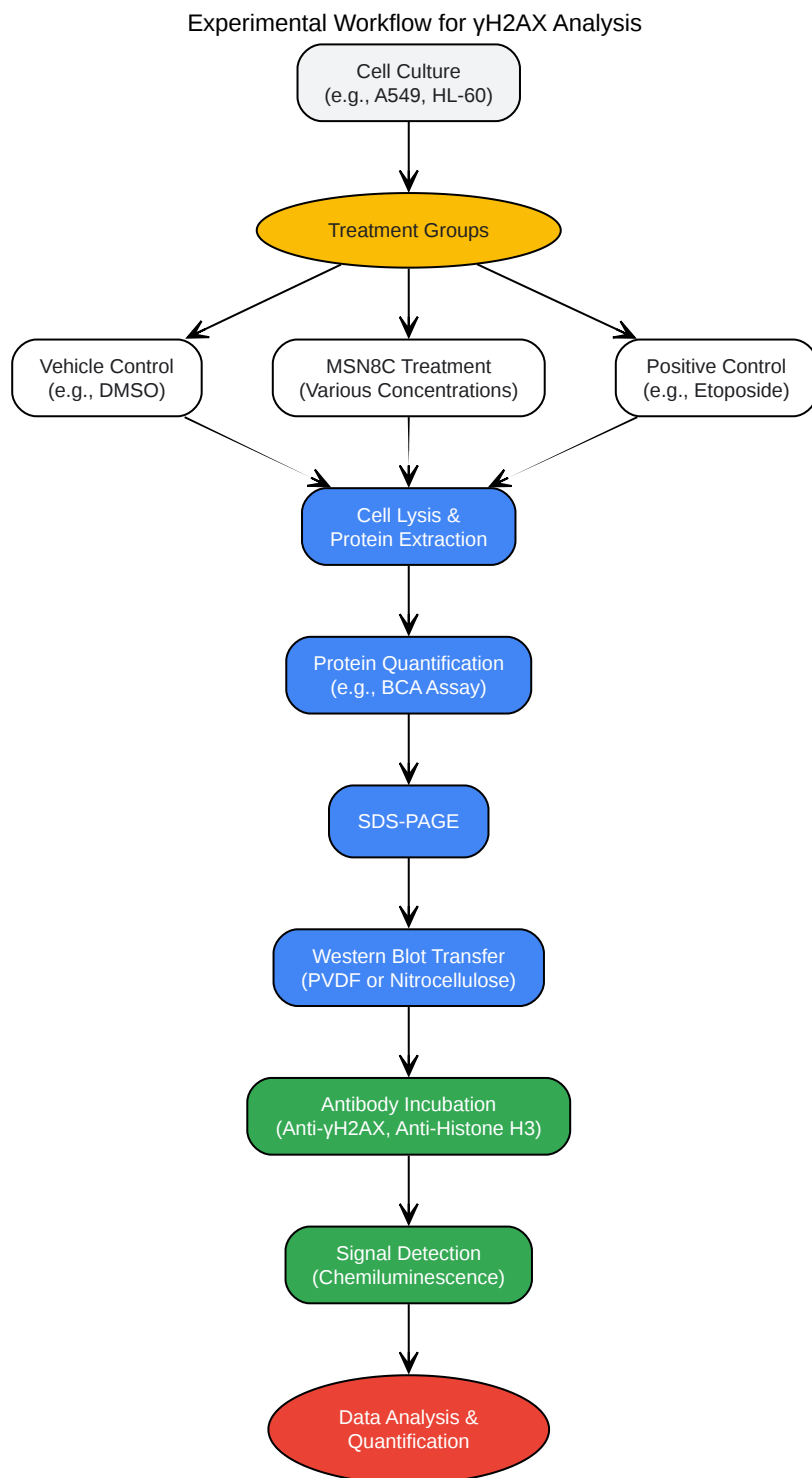 Experimental Workflow for γH2AX Analysis
Cell Culture
(e.g., A549, HL-60)
Treatment Groups
Vehicle Control
(e.g., DMSO)
MSN8C Treatment
(Various Concentrations)
Positive Control
(e.g., Etoposide)
Cell Lysis &
Protein Extraction
Protein Quantification
(e.g., BCA Assay)
SDS-PAGE
Western Blot Transfer
(PVDF or Nitrocellulose)
Antibody Incubation
(Anti-γH2AX, Anti-Histone H3)
Signal Detection
(Chemiluminescence)
Data Analysis &
Quantification